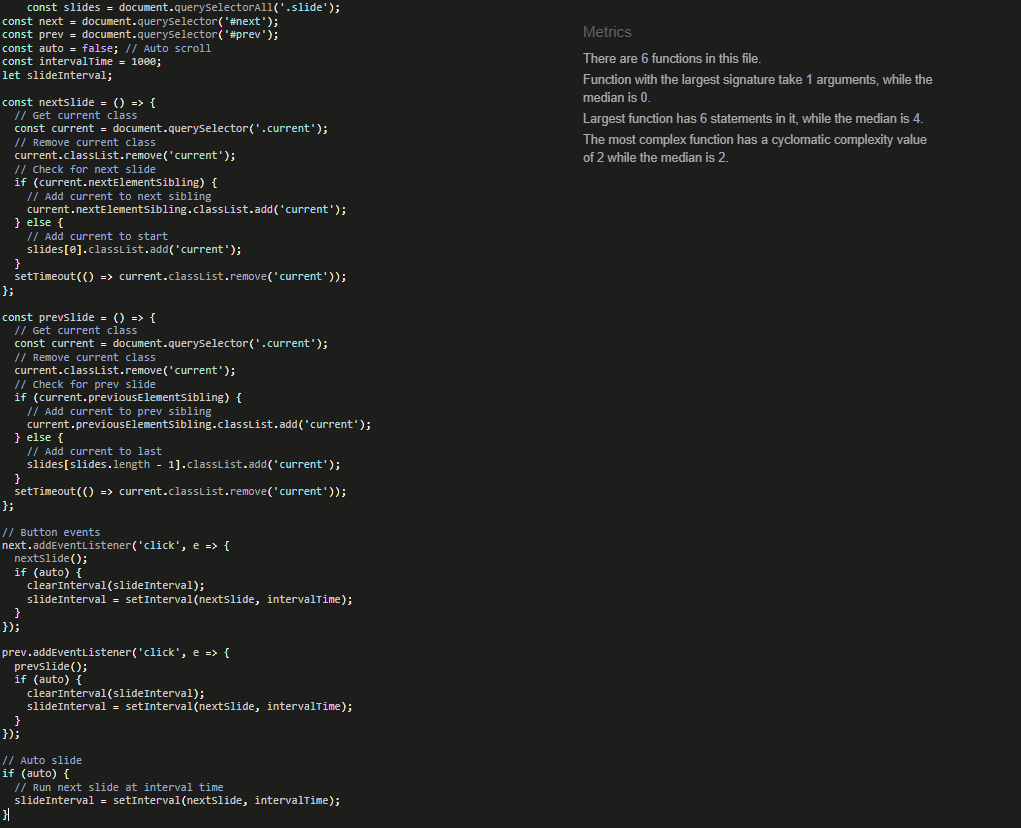 const slides = document.querySelectorAll('.slide');
const next = document.querySelector('#next');
const prev = document.querySelector('#prev');
const auto = false; // Auto scroll
const intervalTime = 1000;
let slideInterval;
const nextSlide = () => {
// Get current class
const current = document.querySelector('.current');
// Remove current class
current.classList.remove('current');
// Check for next slide
if (current.nextElementSibling) {
// Add current to next sibling
current.nextElementSibling.classList.add('current');
} else {
// Add current to start
slides[0].classList.add('current');
}
setTimeout(() => current.classList.remove('current'));
};
const prevSlide = () => {
// Get current class
const current = document.querySelector('.current');
// Remove current class
current.classList.remove('current');
// Check for prev slide
if (current.previousElementSibling) {
// Add current to prev sibling
current.previousElementSibling.classList.add('current');
} else {
// Add current to last
slides[slides.length - 1].classList.add('current');
}
setTimeout(() => current.classList.remove('current'));
};
// Button events
next.addEventListener('click', e => {
nextSlide();
if (auto) {
clearInterval(slideInterval);
slideInterval = setInterval(nextSlide, intervalTime);
}
});
prev.addEventListener('click', e => {
prevSlide();
if (auto) {
clearInterval(slideInterval);
slideInterval = setInterval(nextSlide, intervalTime);
}
});
// Auto slide
if (auto) {
// Run next slide at interval time
slideInterval = setInterval(nextSlide, intervalTime);
}
Metrics
There are 6 functions in this file.
Function with the largest signature take 1 arguments, while the
median is 0.
Largest function has 6 statements in it, while the median is 4.
The most complex function has a cyclomatic complexity value
of 2 while the median is 2.